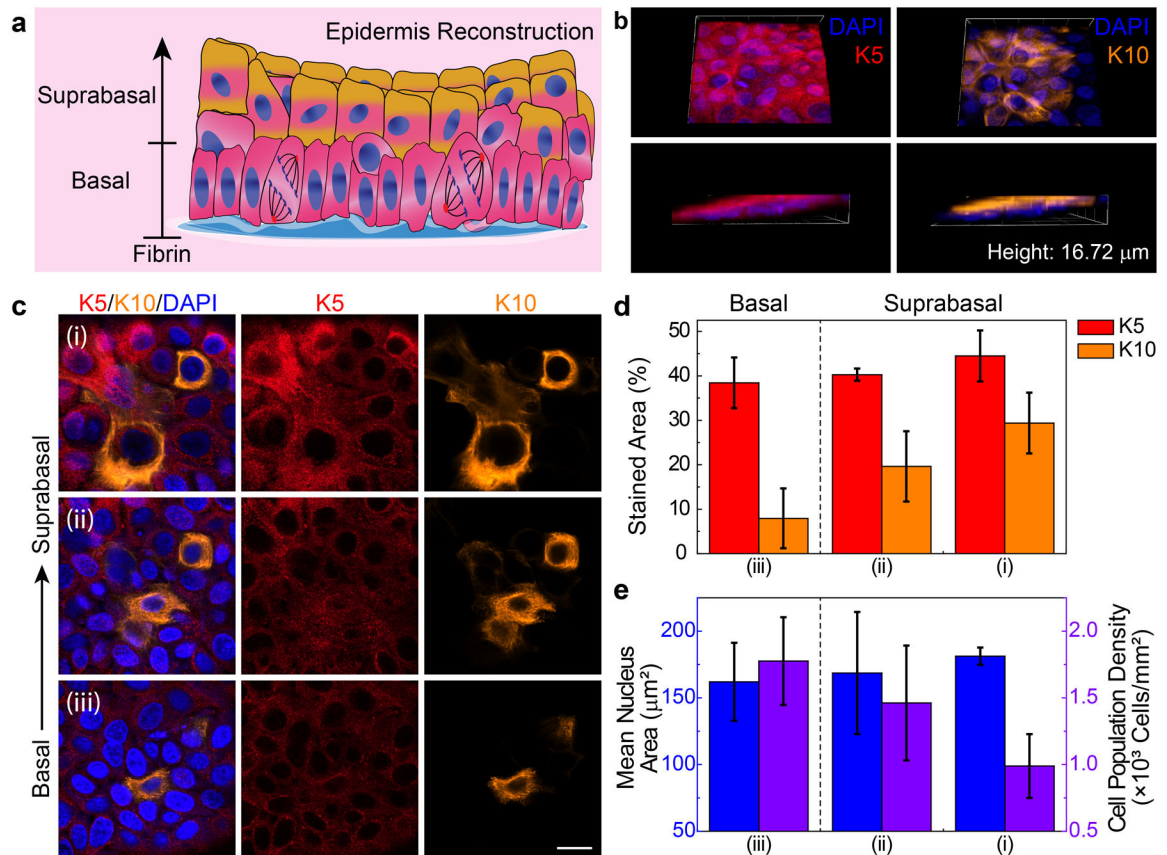 a
Epidermis Reconstruction
Suprabasal
Basal
Fibrin
b
DAPI
K5
DAPI
K10
Height: 16.72 μm
c
K5/K10/DAPI
K5
K10
(i)
(ii)
(iii)
Suprabasal
Basal
d
Basal
Suprabasal
K5
K10
Stained Area (%)
50
40
30
20
10
0
(iii)
(ii)
(i)
e
Mean Nucleus
Area (μm²)
200
150
100
50
2.0
1.5
1.0
0.5
Cell Population Density
(×10³ Cells/mm²)
(iii)
(ii)
(i)